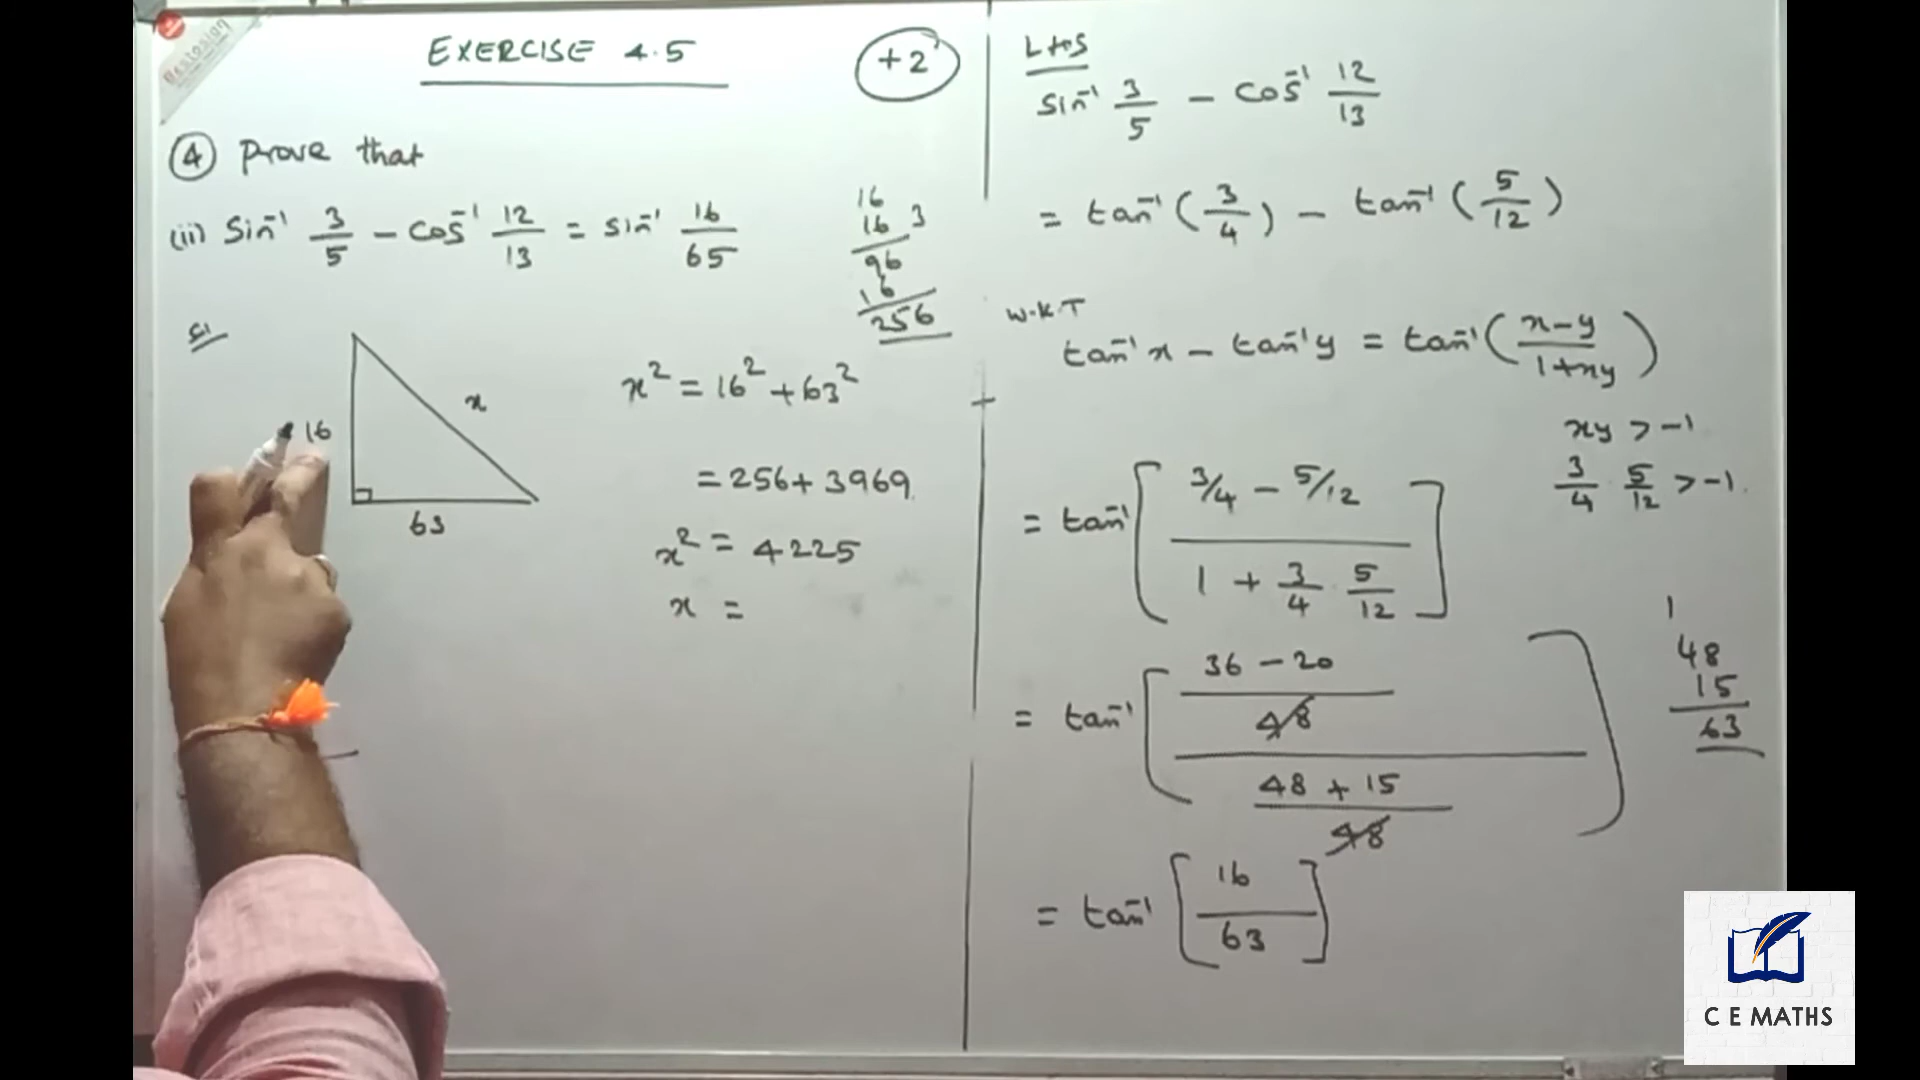 EXERCISE 4.5
+2
④ Prove that
(ii) Sin⁻¹ 3/5 − Cos⁻¹ 12/13 = sin⁻¹ 16/65
16
16 3
96
16
256
16
x
63
x² = 16² + 63²
= 256 + 3969
x² = 4225
x =
LHS
Sin⁻¹ 3/5 − Cos⁻¹ 12/13
= tan⁻¹ (3/4) − tan⁻¹ (5/12)
W.K.T
tan⁻¹ x − tan⁻¹ y = tan⁻¹ (x−y / 1+xy)
xy > −1
3/4 · 5/12 > −1.
= tan⁻¹ [ 3/4 − 5/12 / 1 + 3/4 · 5/12 ]
= tan⁻¹ [ 36 − 20 / 48 / 48 + 15 / 48 ]
1
48
15
63
= tan⁻¹ [ 16 / 63 ]
C E MATHS